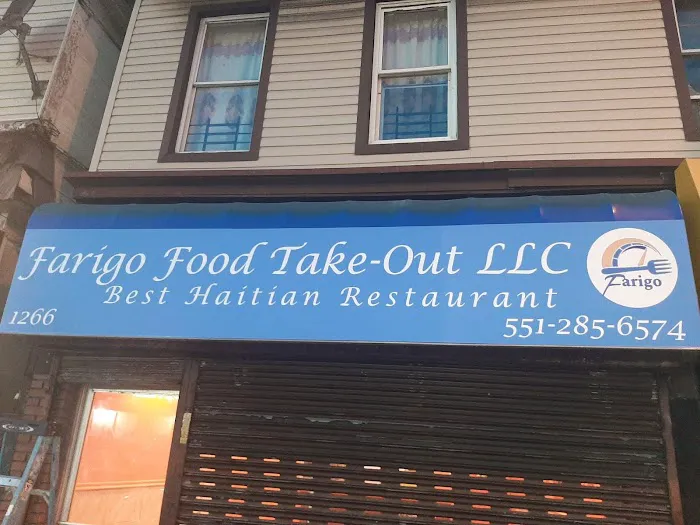 Farigo Food Take-Out LLC
Best Haitian Restaurant
Farigo
1266
551-285-6574